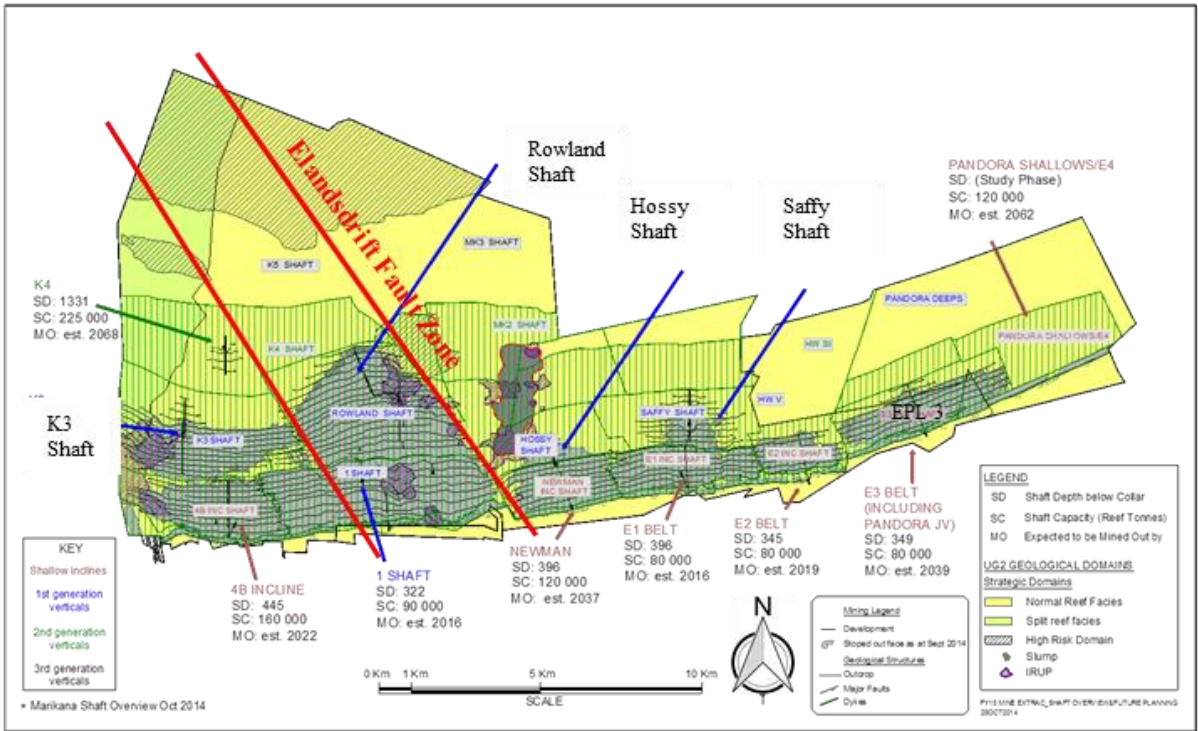 Elandsdrift Fault Zone
Rowland
Shaft
Hossy
Shaft
Saffy
Shaft
PANDORA SHALLOWS/E4
SD: (Study Phase)
SC: 120 000
MO: est. 2062
K4
SD: 1331
SC: 225 000
MO: est. 2068
K3
Shaft
K5 SHAFT
MK3 SHAFT
K4 SHAFT
MK2 SHAFT
PANDORA DEEPS
PANDORA SHALLOWS/E4
HW V
K3 SHAFT
ROWLAND SHAFT
HOSSY
SHAFT
SAFFY SHAFT
EPL 3
1 SHAFT
4B INC SHAFT
NEWMAN
INC SHAFT
E1 INC SHAFT
E2 INC SHAFT
4B INCLINE
SD: 445
SC: 160 000
MO: est. 2022
1 SHAFT
SD: 322
SC: 90 000
MO: est. 2016
NEWMAN
SD: 396
SC: 120 000
MO: est. 2037
E1 BELT
SD: 396
SC: 80 000
MO: est. 2016
E2 BELT
SD: 345
SC: 80 000
MO: est. 2019
E3 BELT
(INCLUDING
PANDORA JV)
SD: 349
SC: 80 000
MO: est. 2039
KEY
Shallow inclines
1st generation
verticals
2nd generation
verticals
3rd generation
verticals
* Marikana Shaft Overview Oct 2014
0 Km 1 Km 5 Km 10 Km
SCALE
N
Mining Legend
Development
Stoped out face as at Sept 2014
Geological Structures
Outcrop
Major Faults
Dykes
LEGEND
SD Shaft Depth below Collar
SC Shaft Capacity (Reef Tonnes)
MO Expected to be Mined Out by
UG2 GEOLOGICAL DOMAINS
Strategic Domains
Normal Reef Facies
Split reef facies
High Risk Domain
Slump
IRUP